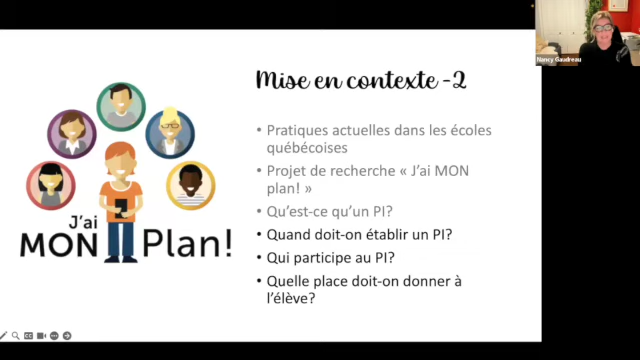 Nancy Gaudreau
Mise en contexte -2
• Pratiques actuelles dans les écoles
québécoises
• Projet de recherche « J'ai MON
plan! »
• Qu'est-ce qu'un PI?
• Quand doit-on établir un PI?
• Qui participe au PI?
• Quelle place doit-on donner à
l'élève?
J'ai
MON Plan!
CC